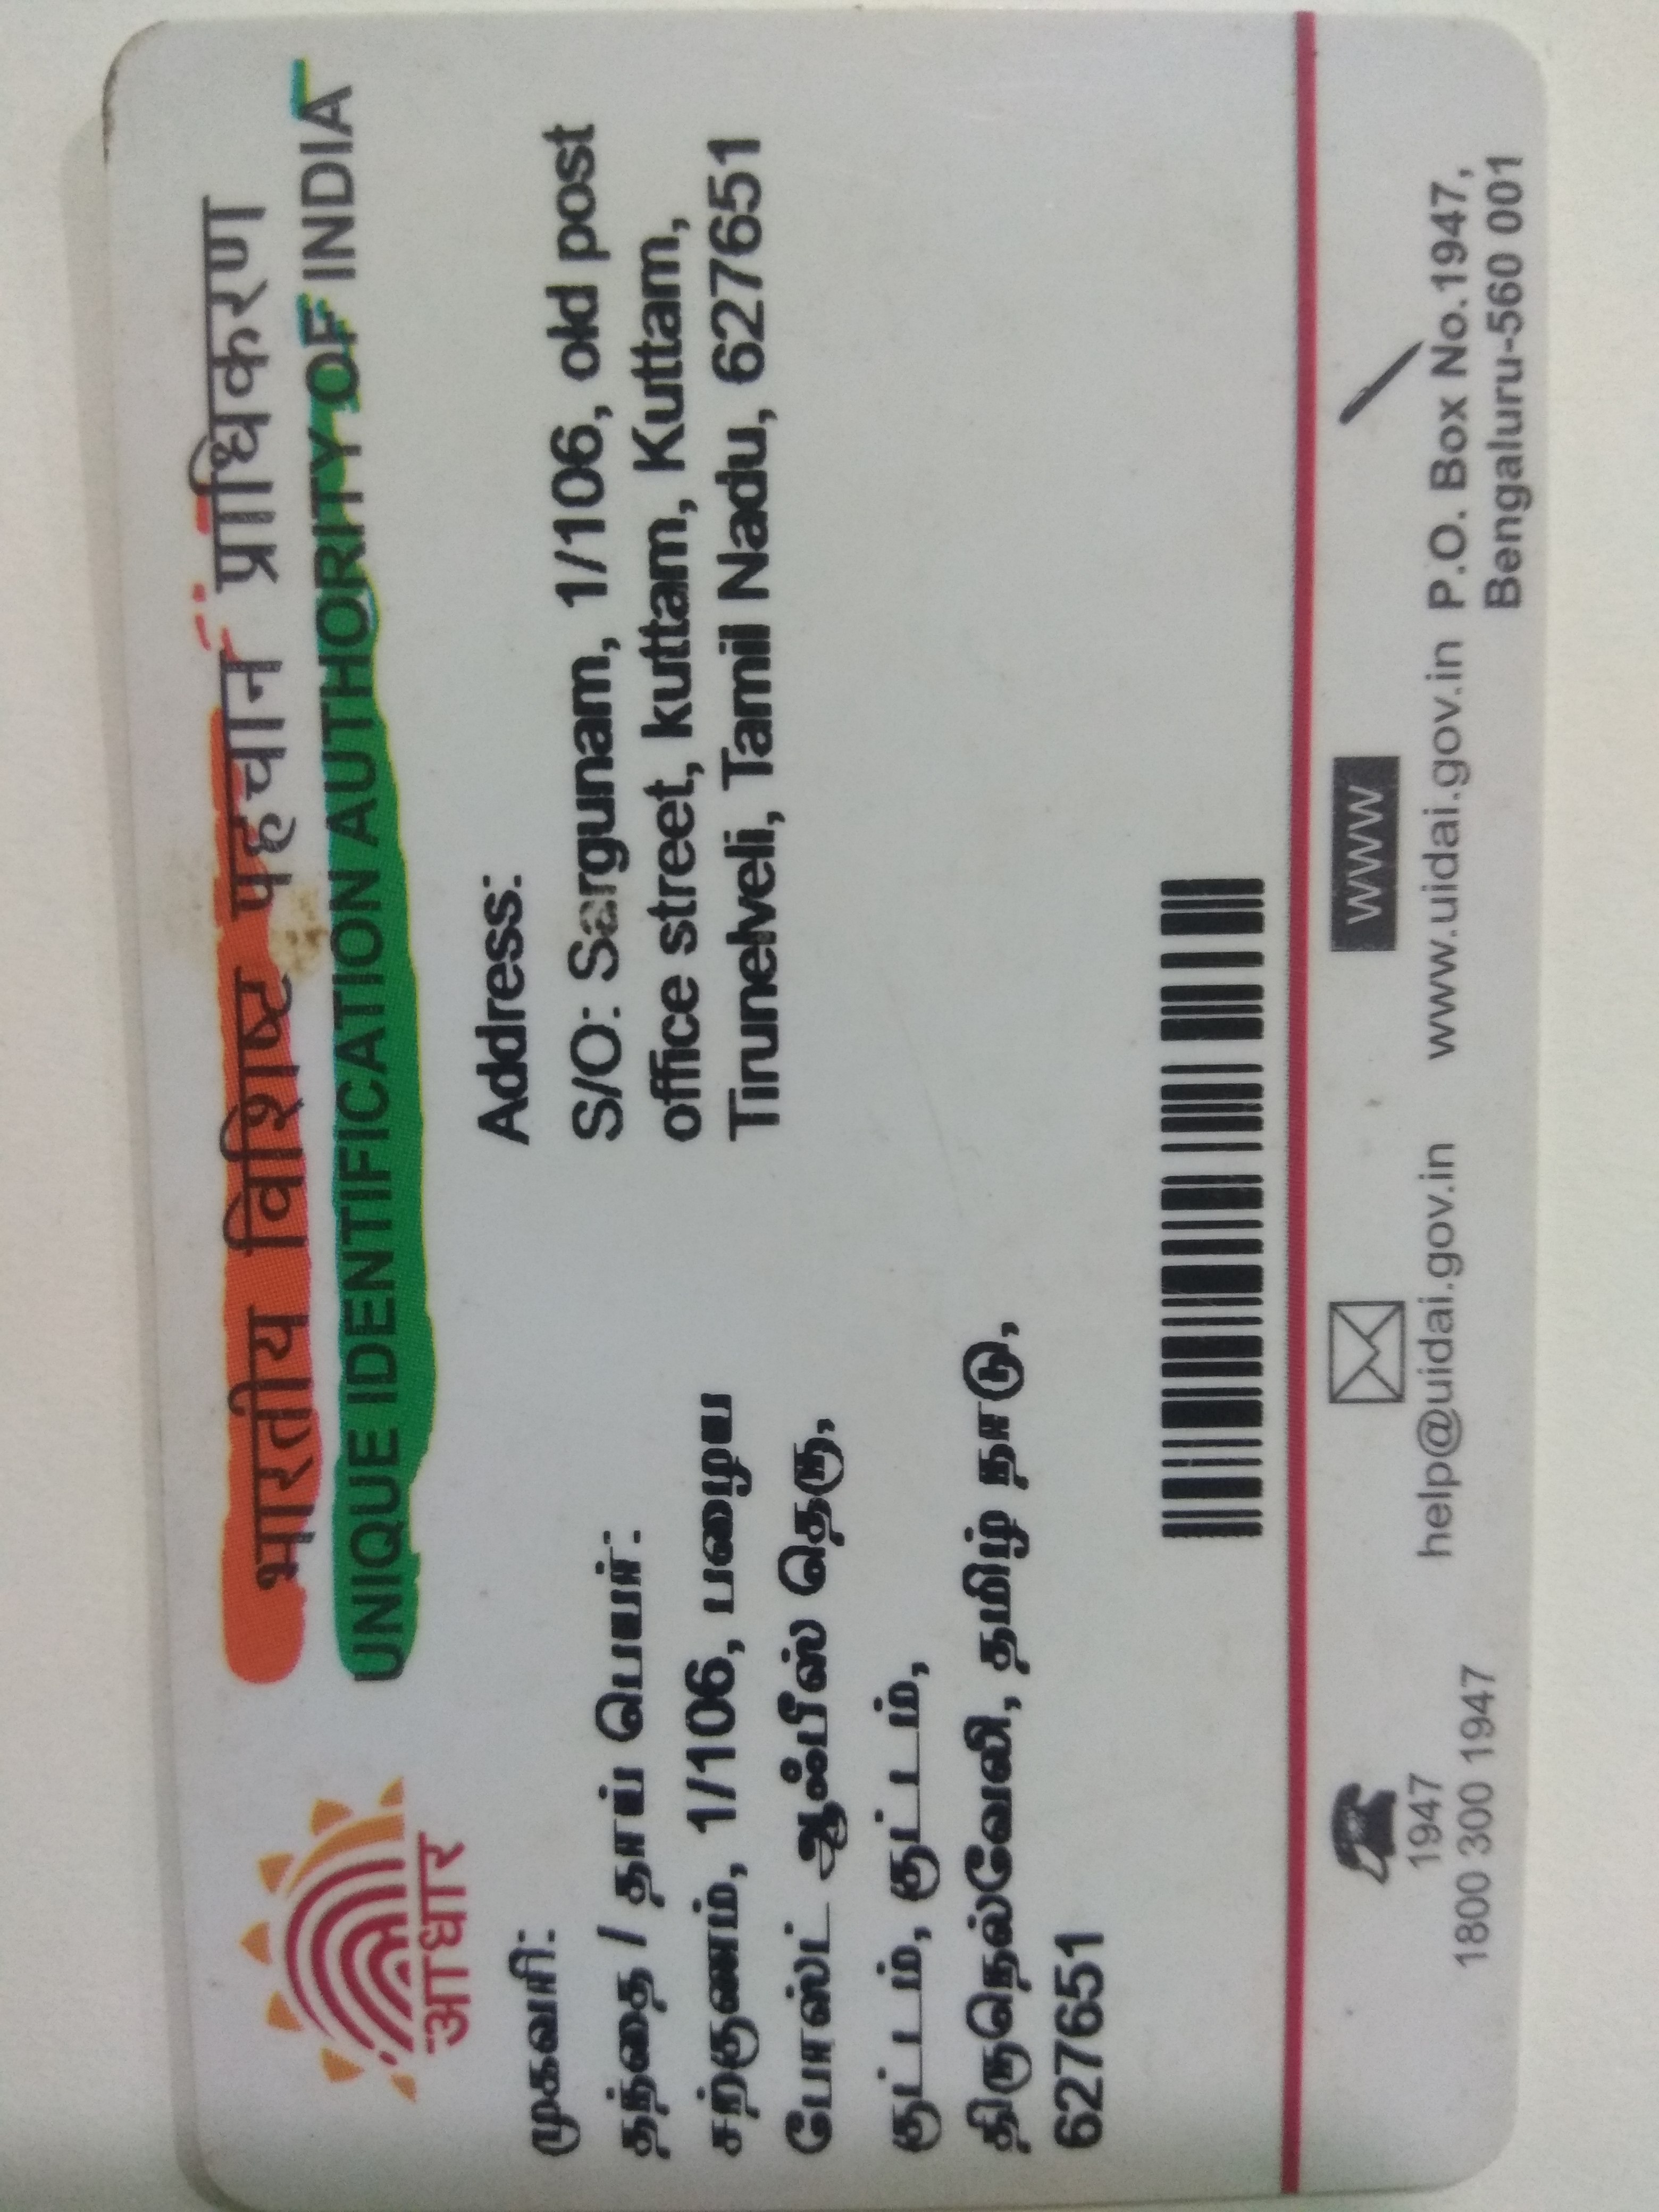 भारतीय विशिष्ट पहचान प्राधिकरण
UNIQUE IDENTIFICATION AUTHORITY OF INDIA
आधार
முகவரி:
தந்தை / தாய் பெயர்:
சற்குணம், 1/106, பழைய
போஸ்ட் ஆஃபீஸ் தெரு,
குட்டம், குட்டம்,
திருநெல்வேலி, தமிழ் நாடு,
627651
Address:
S/O: Sargunam, 1/106, old post
office street, kuttam, Kuttam,
Tirunelveli, Tamil Nadu, 627651
1947
1800 300 1947
help@uidai.gov.in
WWW
www.uidai.gov.in
P.O. Box No.1947,
Bengaluru-560 001